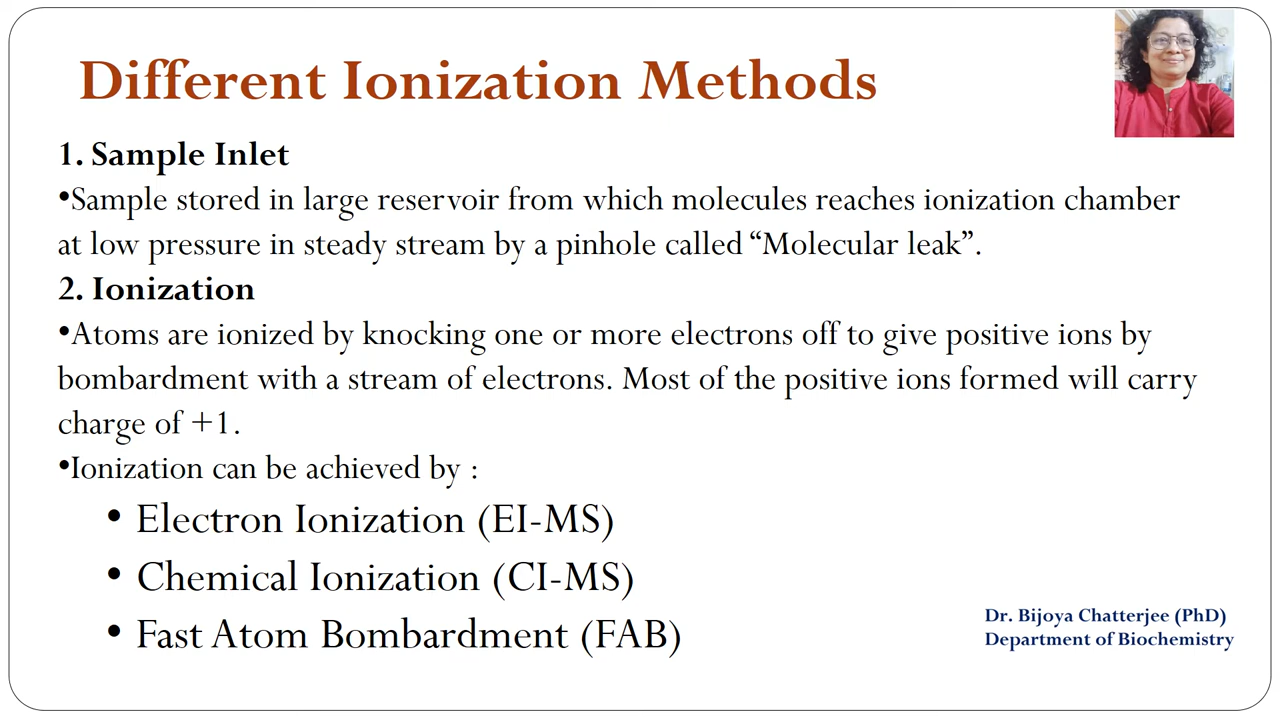 Different Ionization Methods
1. Sample Inlet
•Sample stored in large reservoir from which molecules reaches ionization chamber
at low pressure in steady stream by a pinhole called “Molecular leak”.
2. Ionization
•Atoms are ionized by knocking one or more electrons off to give positive ions by
bombardment with a stream of electrons. Most of the positive ions formed will carry
charge of +1.
•Ionization can be achieved by :
• Electron Ionization (EI-MS)
• Chemical Ionization (CI-MS)
• Fast Atom Bombardment (FAB)
Dr. Bijoya Chatterjee (PhD)
Department of Biochemistry